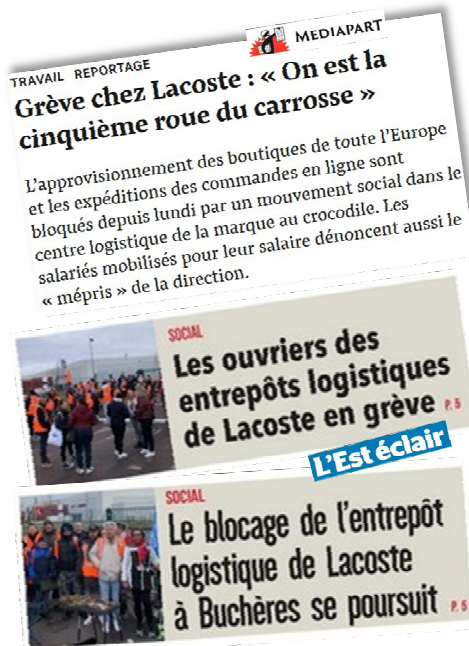 MEDIAPART
TRAVAIL REPORTAGE
Grève chez Lacoste : « On est la
cinquième roue du carrosse »
L'approvisionnement des boutiques de toute l'Europe
et les expéditions des commandes en ligne sont
bloqués depuis lundi par un mouvement social dans le
centre logistique de la marque au crocodile. Les
salariés mobilisés pour leur salaire dénoncent aussi le
« mépris » de la direction.
SOCIAL
Les ouvriers des
entrepôts logistiques
de Lacoste en grève P. 5
L'Est éclair
SOCIAL
Le blocage de l'entrepôt
logistique de Lacoste
à Buchères se poursuit P. 5